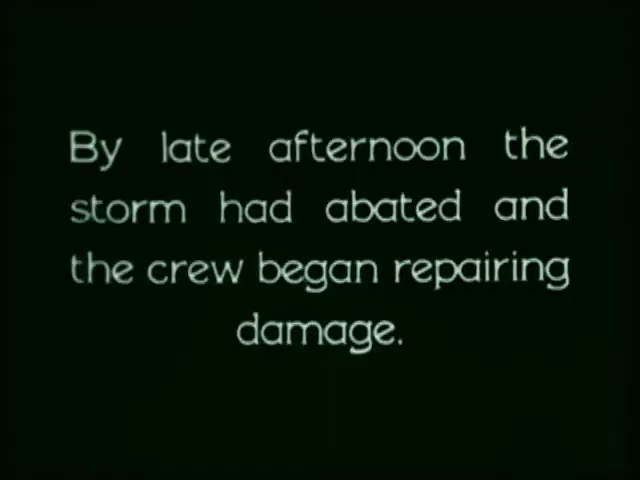 By late afternoon the
storm had abated and
the crew began repairing
damage.